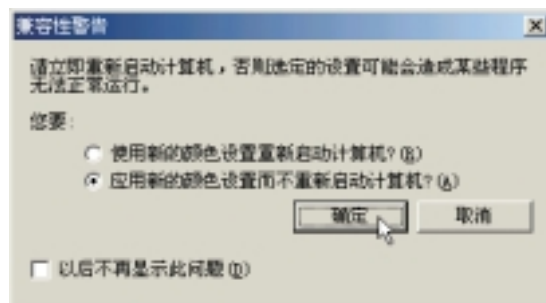 兼容性警告
请立即重新启动计算机，否则选定的设置可能会造成某些程序
无法正常运行。
您要：
使用新的颜色设置重新启动计算机？(R)
应用新的颜色设置而不重新启动计算机？(A)
确定 取消
以后不再显示此问题(D)